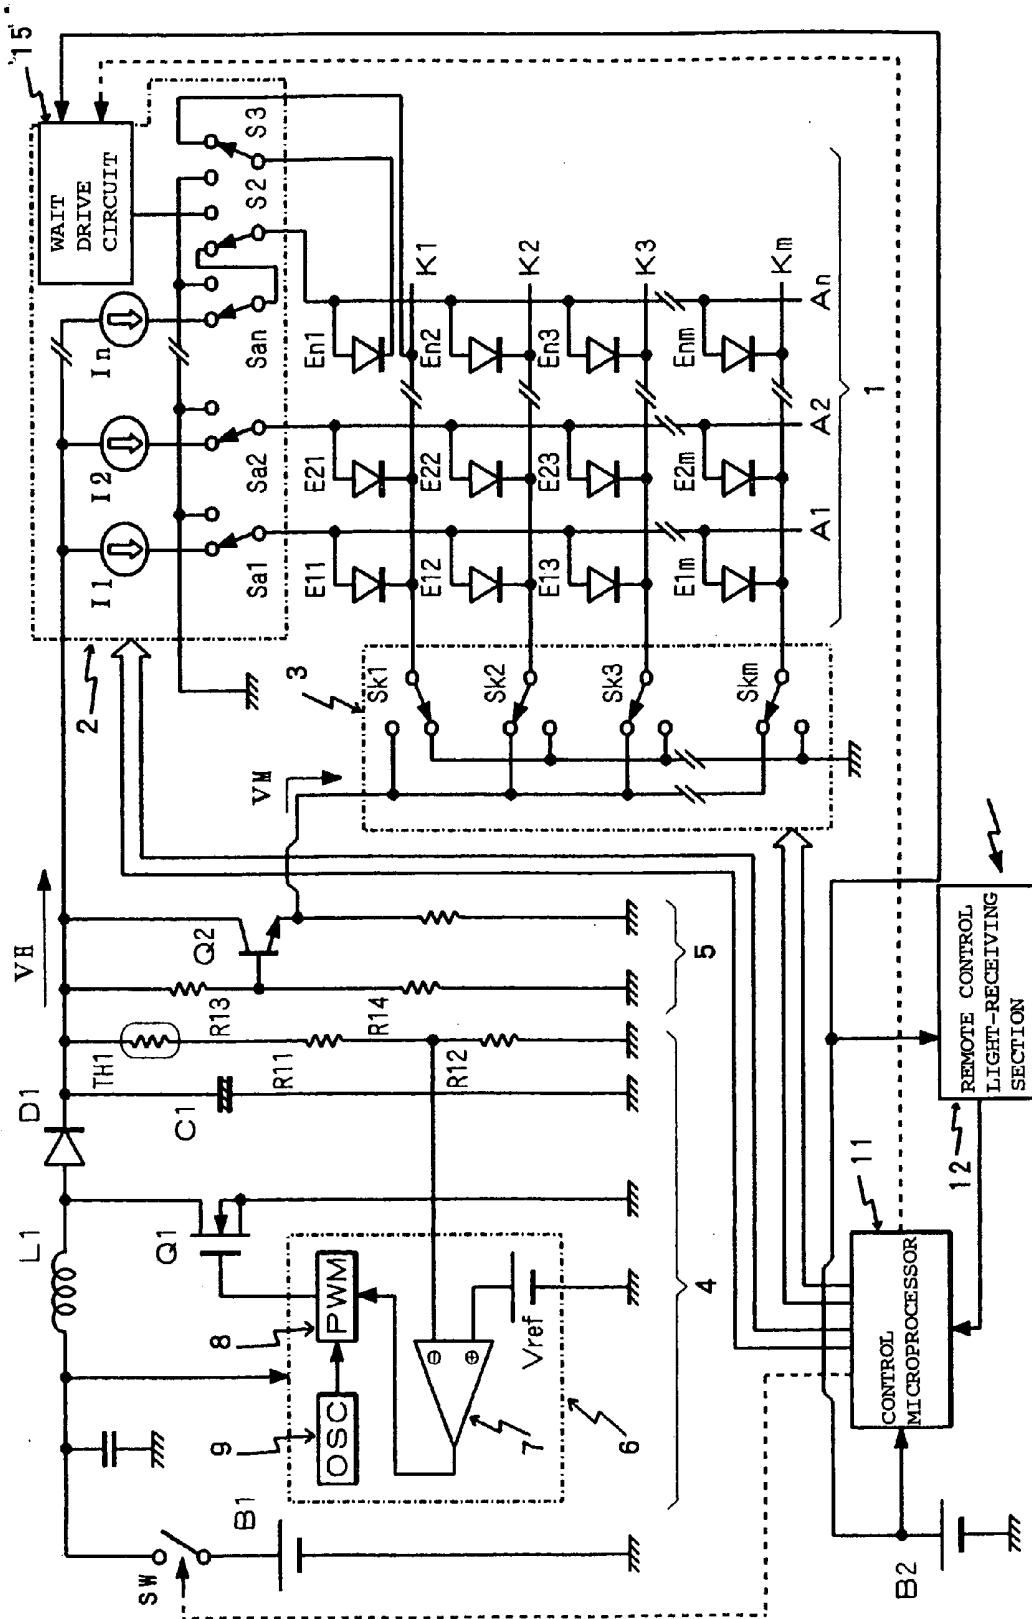 15
WAIT
DRIVE
CIRCUIT
S3
S2
In
San
I2
Sa2
I1
Sa1
2
K1
K2
K3
Km
En1
En2
En3
Enm
An
E21
E22
E23
E2m
A2
E11
E12
E13
E1m
A1
1
3
Sk1
Sk2
Sk3
Skm
VM
VH
Q2
R13
R14
5
TH1
R11
R12
D1
C1
L1
Q1
8
PWM
9
OSC
7
Vref
6
4
SW
B1
B2
CONTROL
MICROPROCESSOR
11
12
REMOTE CONTROL
LIGHT-RECEIVING
SECTION